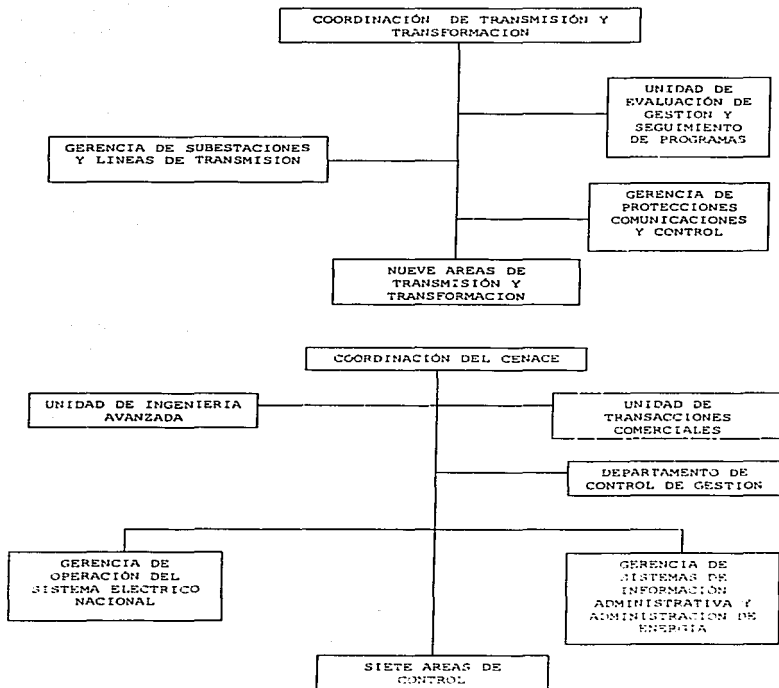 COORDINACIÓN DE TRANSMISIÓN Y
TRANSFORMACION
UNIDAD DE
EVALUACIÓN DE
GESTION Y
SEGUIMIENTO
DE PROGRAMAS
GERENCIA DE SUBESTACIONES
Y LINEAS DE TRANSMISION
GERENCIA DE
PROTECCIONES
COMUNICACIONES
Y CONTROL
NUEVE AREAS DE
TRANSMISIÓN Y
TRANSFORMACION
COORDINACIÓN DEL CENACE
UNIDAD DE INGENIERIA
AVANZADA
UNIDAD DE
TRANSACCIONES
COMERCIALES
DEPARTAMENTO DE
CONTROL DE GESTION
GERENCIA DE
OPERACIÓN DEL
SISTEMA ELECTRICO
NACIONAL
GERENCIA DE
SISTEMAS DE
INFORMACIÓN
ADMINISTRATIVA Y
ADMINISTRACION DE
ENERGÍA
SIETE AREAS DE
CONTROL